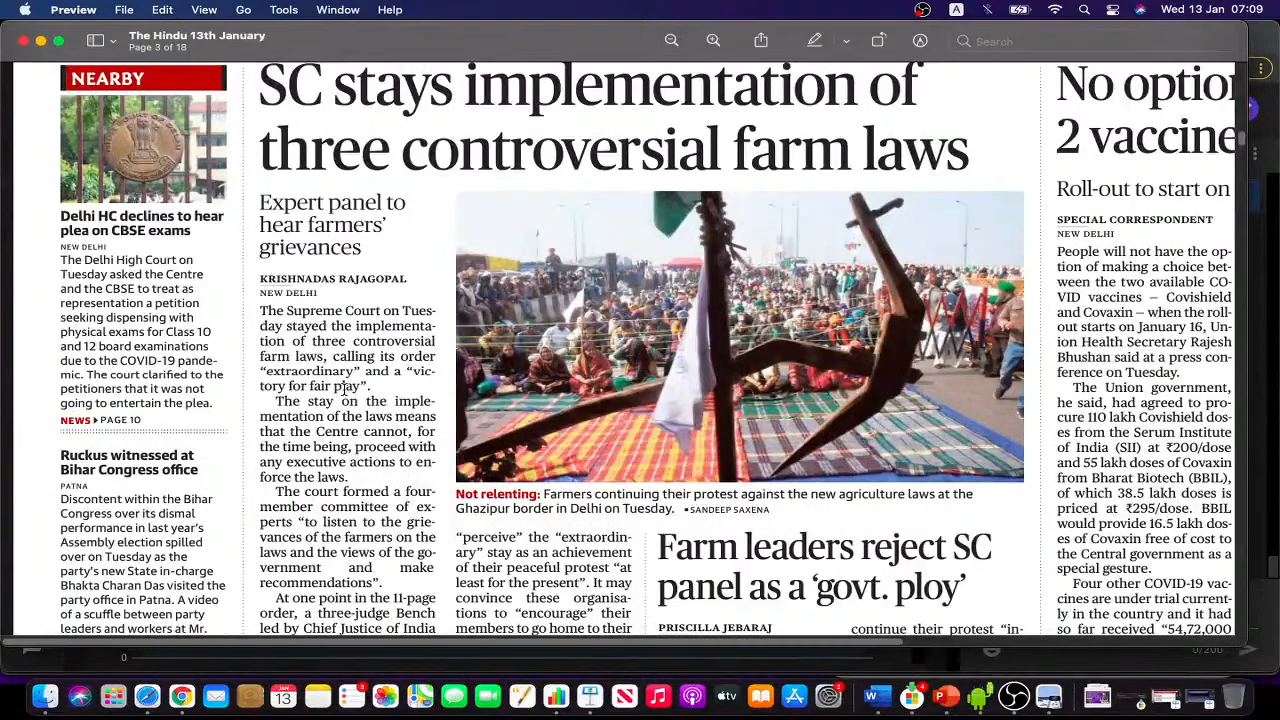 Preview File Edit View Go Tools Window Help
A
Wed 13 Jan 07:09
The Hindu 13th January
Page 3 of 18
Search
NEARBY
Delhi HC declines to hear
plea on CBSE exams
NEW DELHI
The Delhi High Court on
Tuesday asked the Centre
and the CBSE to treat as
representation a petition
seeking dispensing with
physical exams for Class 10
and 12 board examinations
due to the COVID-19 pande-
mic. The court clarified to the
petitioners that it was not
going to entertain the plea.
NEWS PAGE 10
Ruckus witnessed at
Bihar Congress office
PATNA
Discontent within the Bihar
Congress over its dismal
performance in last year's
Assembly election spilled
over on Tuesday as the
party's new State in-charge
Bhakta Charan Das visited the
party office in Patna. A video
of a scuffle between party
leaders and workers at Mr.
SC stays implementation of
three controversial farm laws
Expert panel to
hear farmers'
grievances
KRISHNADAS RAJAGOPAL
NEW DELHI
The Supreme Court on Tues-
day stayed the implementa-
tion of three controversial
farm laws, calling its order
“extraordinary” and a “vic-
tory for fair play”.
The stay on the imple-
mentation of the laws means
that the Centre cannot, for
the time being, proceed with
any executive actions to en-
force the laws.
The court formed a four-
member committee of ex-
perts “to listen to the grie-
vances of the farmers on the
laws and the views of the go-
vernment and make
recommendations”.
At one point in the 11-page
order, a three-judge Bench
led by Chief Justice of India
Not relenting: Farmers continuing their protest against the new agriculture laws at the
Ghazipur border in Delhi on Tuesday. ■ SANDEEP SAXENA
“perceive” the “extraordin-
ary” stay as an achievement
of their peaceful protest “at
least for the present”. It may
convince these organisa-
tions to “encourage” their
members to go home to their
Farm leaders reject SC
panel as a ‘govt. ploy’
PRISCILLA JEBARAJ
continue their protest “in-
No option
2 vaccine
Roll-out to start on
SPECIAL CORRESPONDENT
NEW DELHI
People will not have the op-
tion of making a choice bet-
ween the two available CO-
VID vaccines — Covishield
and Covaxin — when the roll-
out starts on January 16, Un-
ion Health Secretary Rajesh
Bhushan said at a press con-
ference on Tuesday.
The Union government,
he said, had agreed to pro-
cure 110 lakh Covishield dos-
es from the Serum Institute
of India (SII) at ₹200/dose
and 55 lakh doses of Covaxin
from Bharat Biotech (BBIL),
of which 38.5 lakh doses is
priced at ₹295/dose. BBIL
would provide 16.5 lakh dos-
es of Covaxin free of cost to
the Central government as a
special gesture.
Four other COVID-19 vac-
cines are under trial current-
ly in the country and it had
so far received “54,72,000
0
0/200
JAN
13
tv